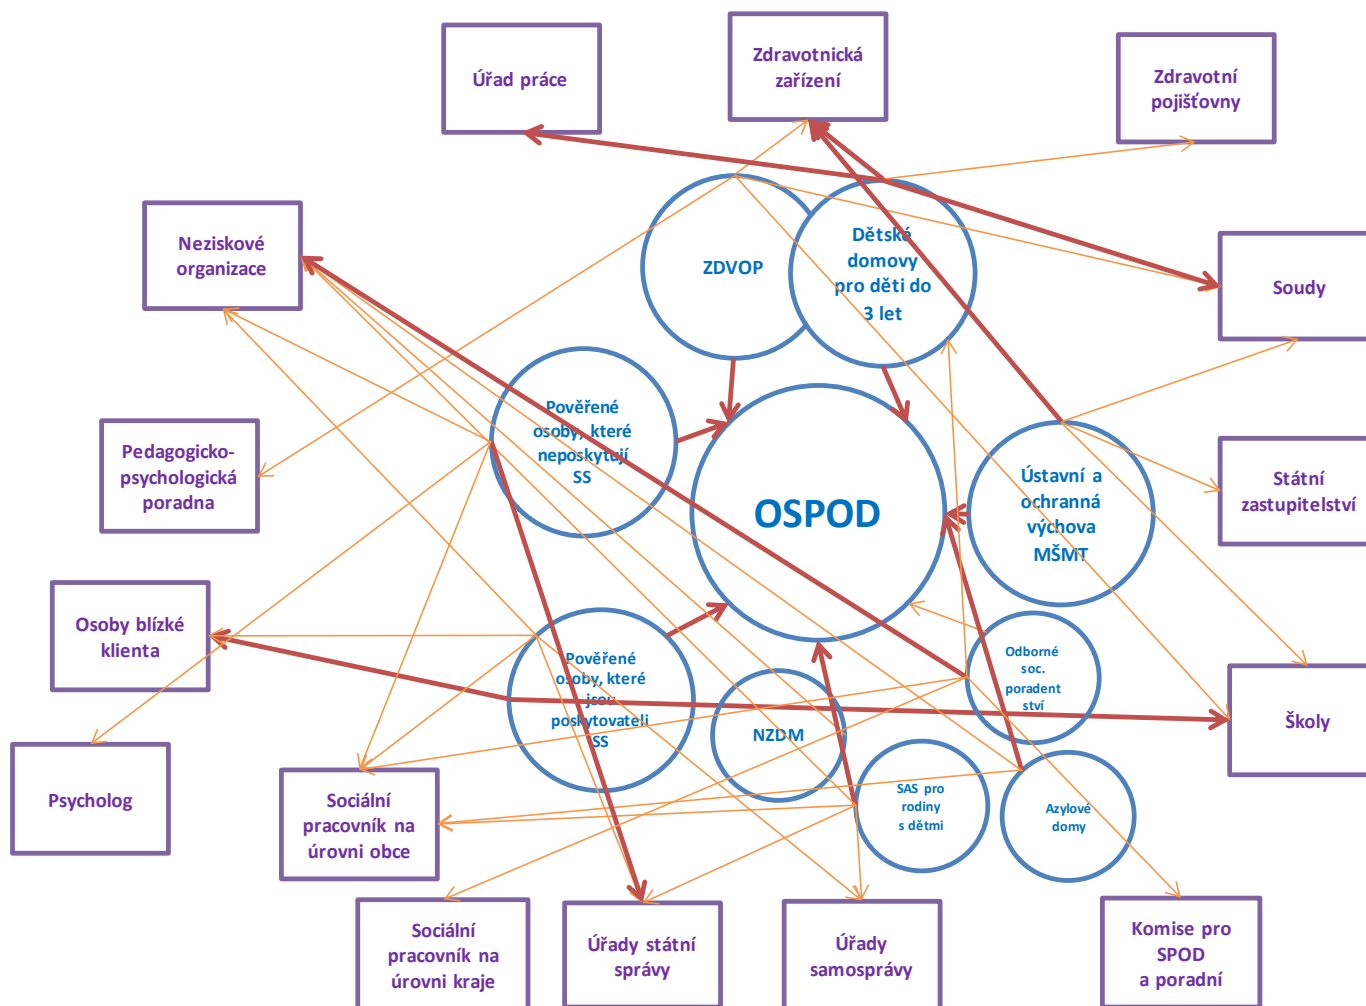 Úřad práce
Zdravotnická
zařízení
Zdravotní
pojišťovny
Neziskové
organizace
ZDVOP
Dětské
domovy
pro děti do
3 let
Soudy
Pověřené
osoby, které
neposkytují
SS
Pedagogicko-
psychologická
poradna
OSPOD
Ústavní a
ochranná
výchova
MŠMT
Státní
zastupitelství
Osoby blízké
klienta
Pověřené
osoby, které
jsou
poskytovateli
SS
NZDM
Odborné
soc.
poradent
ství
Školy
Psycholog
Sociální
pracovník na
úrovni obce
SAS pro
rodiny
s dětmi
Azylové
domy
Sociální
pracovník na
úrovni kraje
Úřady státní
správy
Úřady
samosprávy
Komise pro
SPOD
a poradní